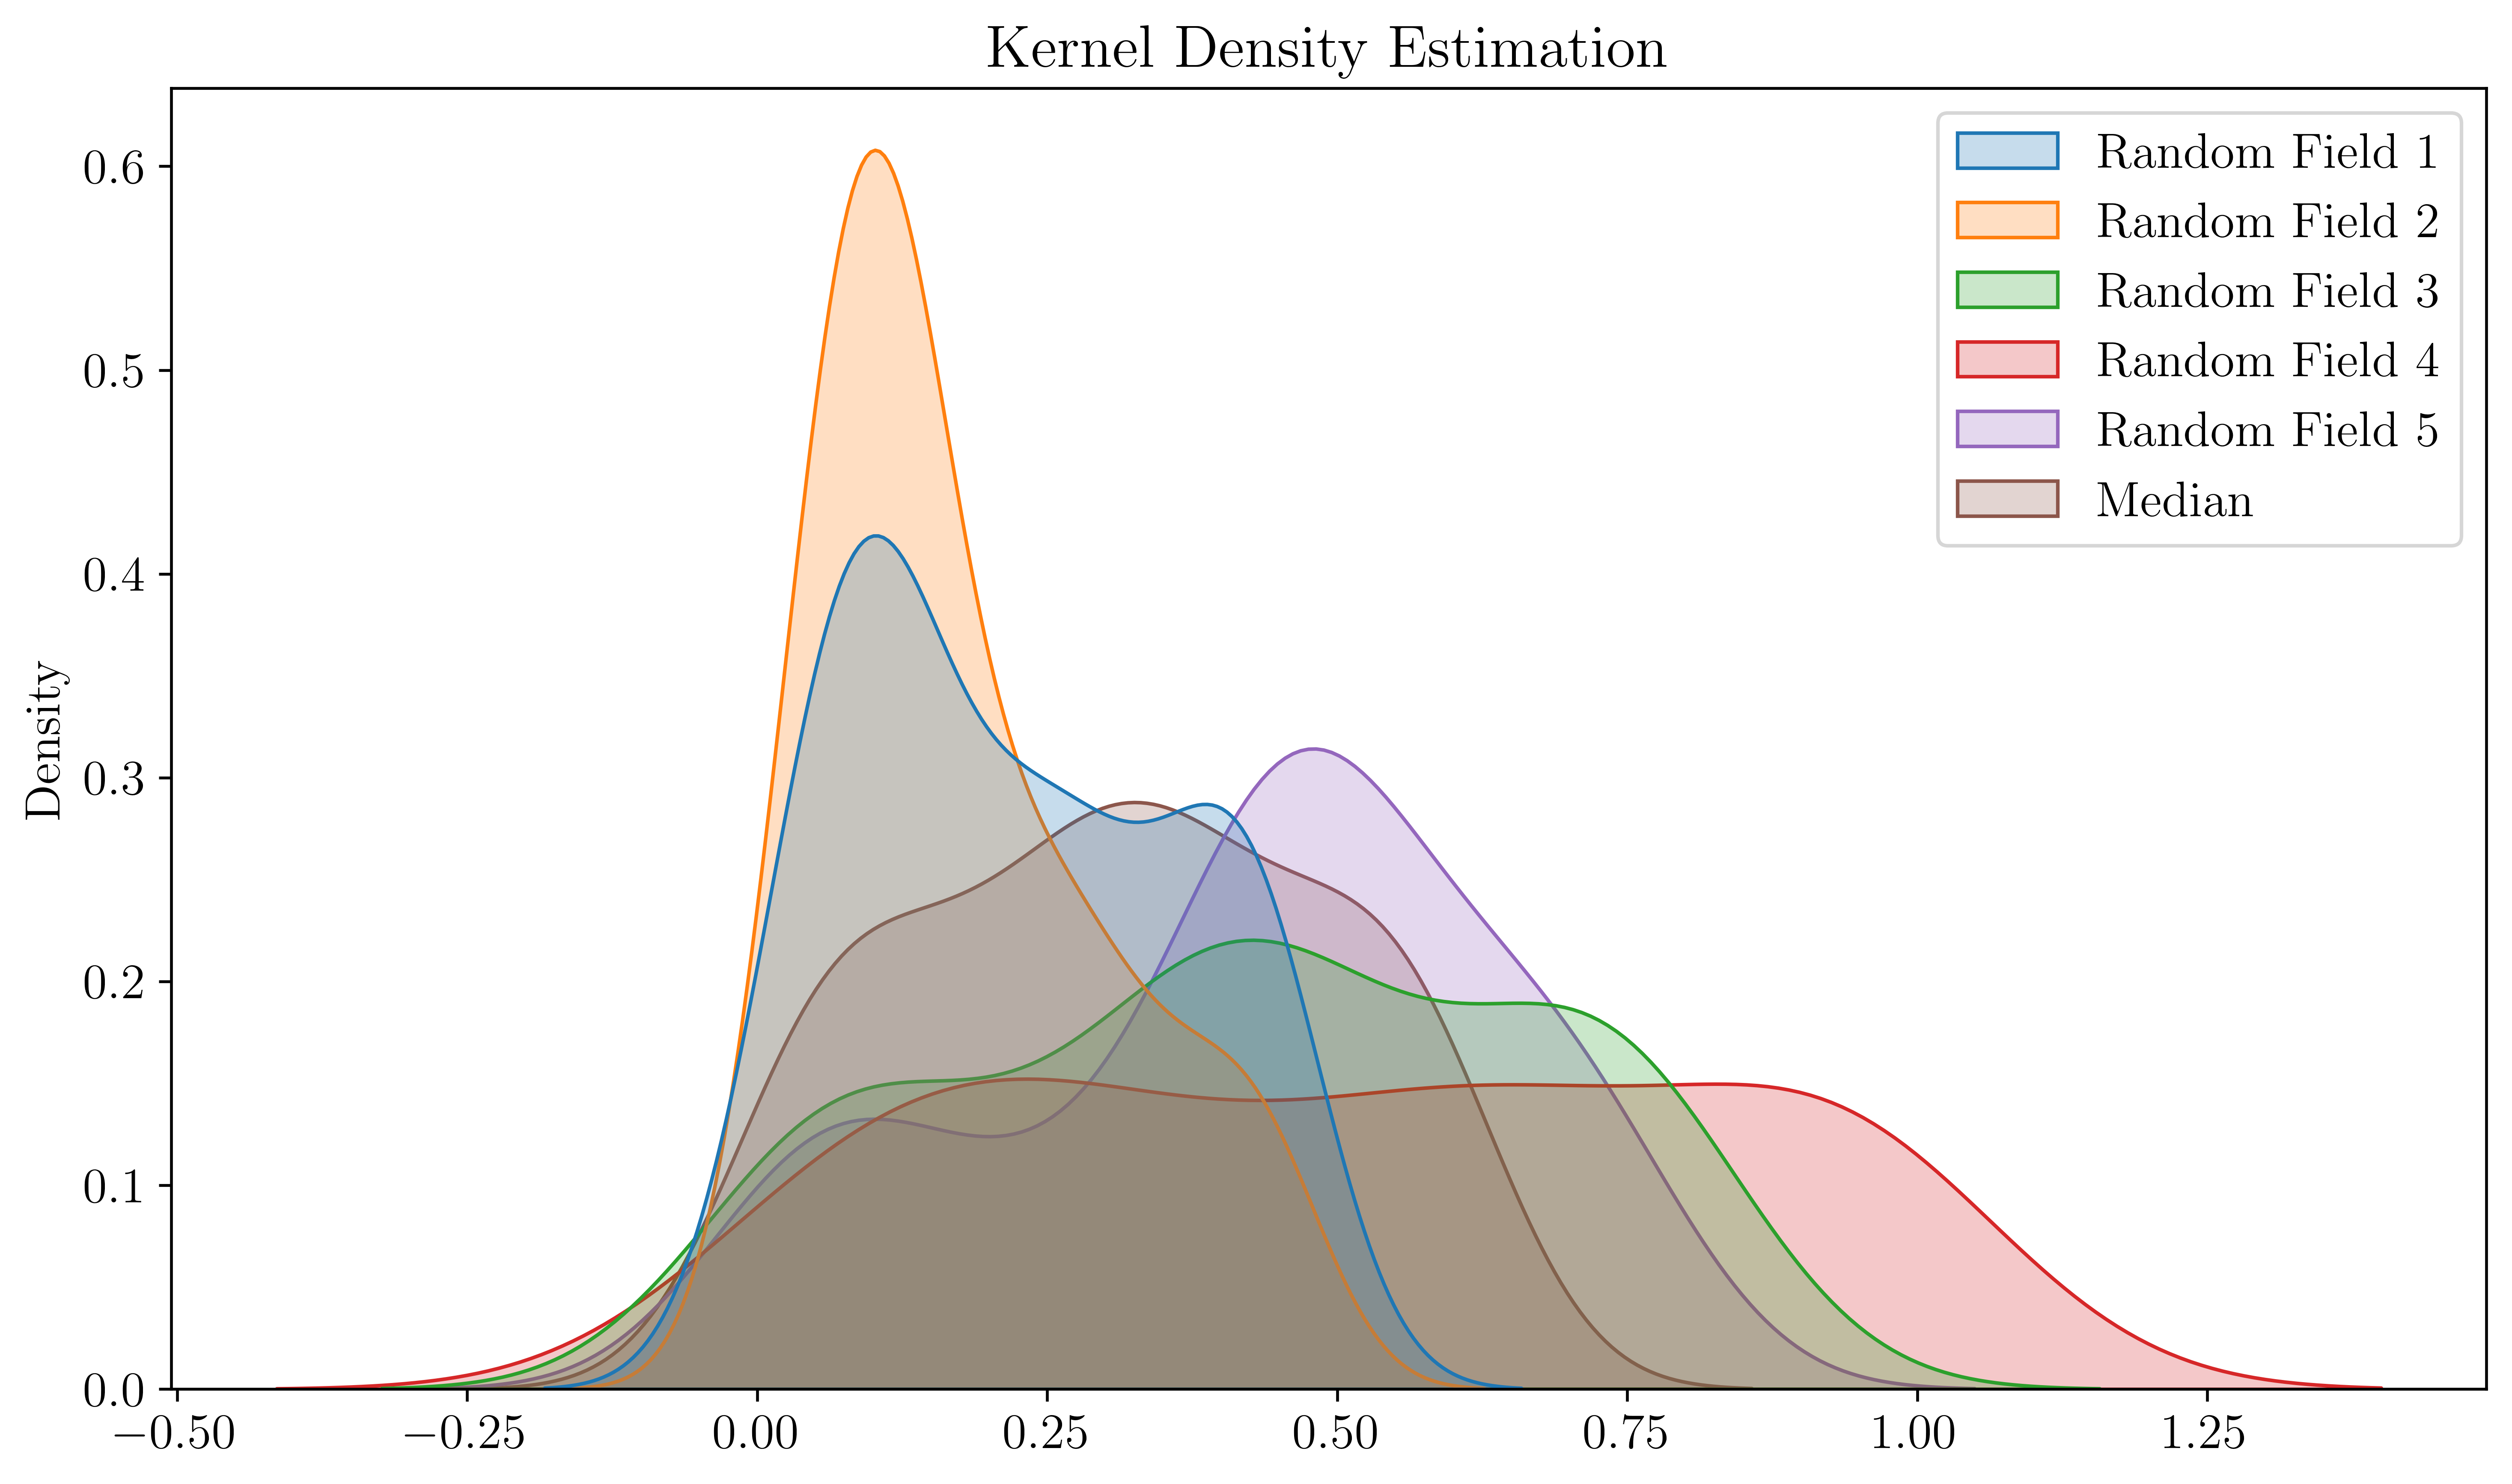 Kernel Density Estimation
Random Field 1
Random Field 2
Random Field 3
Random Field 4
Random Field 5
Median
Density
0.6
0.5
0.4
0.3
0.2
0.1
0.0
−0.50 −0.25 0.00 0.25 0.50 0.75 1.00 1.25